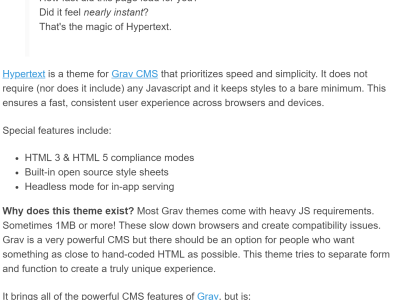 Did it feel nearly instant?
That's the magic of Hypertext.
Hypertext is a theme for Grav CMS that prioritizes speed and simplicity. It does not
require (nor does it include) any Javascript and it keeps styles to a bare minimum. This
ensures a fast, consistent user experience across browsers and devices.
Special features include:
• HTML 3 & HTML 5 compliance modes
• Built-in open source style sheets
• Headless mode for in-app serving
Why does this theme exist? Most Grav themes come with heavy JS requirements.
Sometimes 1MB or more! These slow down browsers and create compatibility issues.
Grav is a very powerful CMS but there should be an option for people who want
something as close to hand-coded HTML as possible. This theme tries to separate form
and function to create a truly unique experience.
It brings all of the powerful CMS features of Grav, but is: